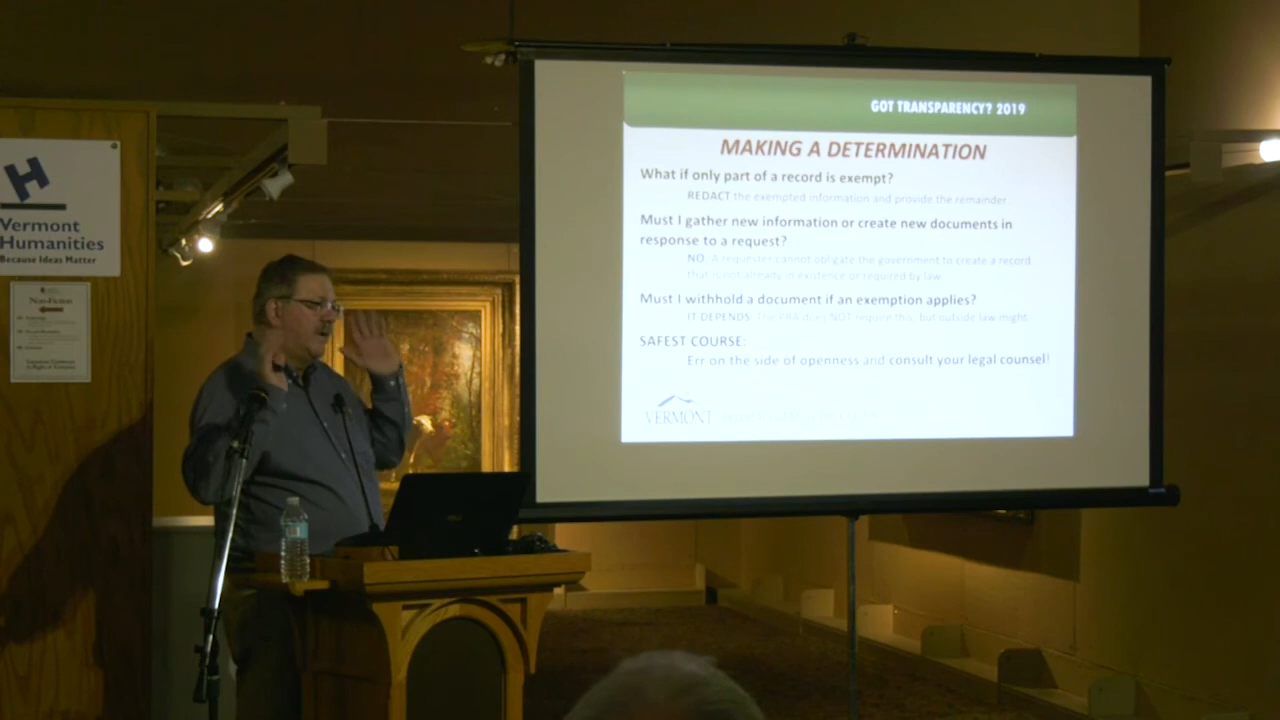 Vermont
Humanities
Because Ideas Matter
Non-Fiction
GOT TRANSPARENCY? 2019
MAKING A DETERMINATION
What if only part of a record is exempt?
REDACT the exempted information and provide the remainder.
Must I gather new information or create new documents in
response to a request?
NO. A requester cannot obligate the government to create a record
that is not already in existence or required by law.
Must I withhold a document if an exemption applies?
IT DEPENDS. The PRA does NOT require this, but outside law might.
SAFEST COURSE:
Err on the side of openness and consult your legal counsel!
VERMONT